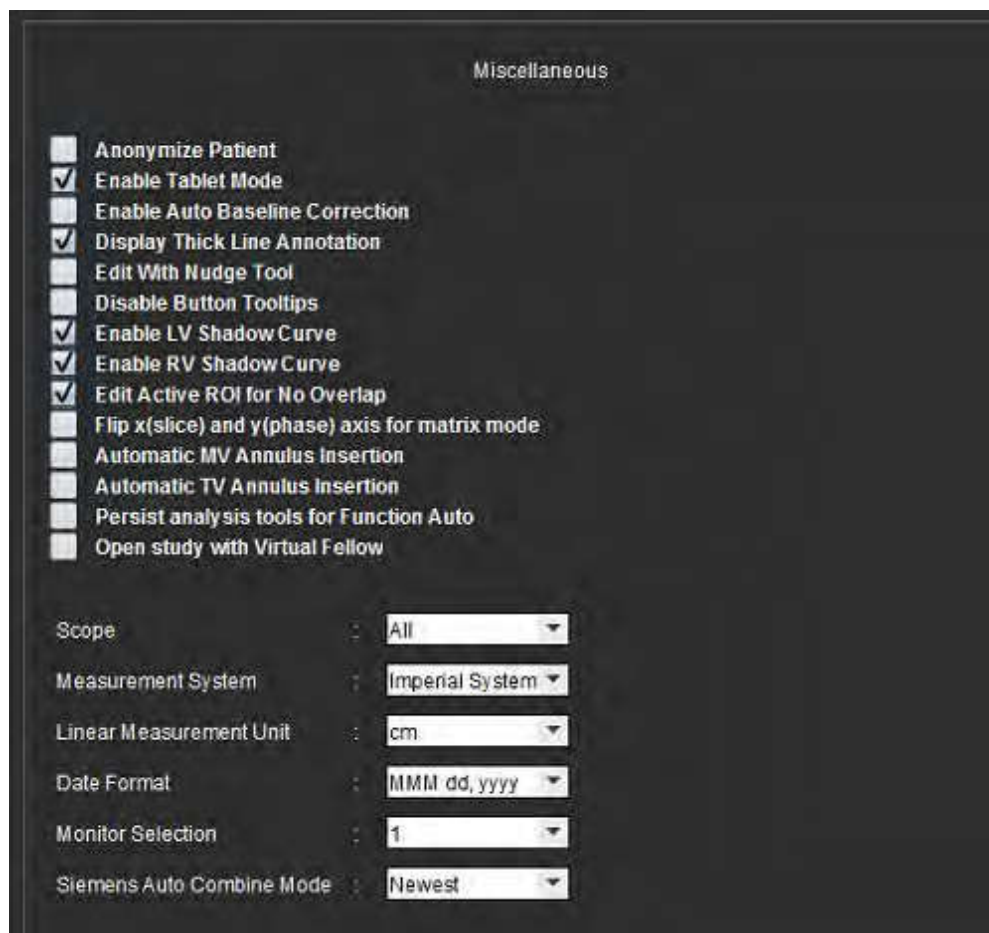 Miscellaneous
Anonymize Patient
Enable Tablet Mode
Enable Auto Baseline Correction
Display Thick Line Annotation
Edit With Nudge Tool
Disable Button Tooltips
Enable LV Shadow Curve
Enable RV Shadow Curve
Edit Active ROI for No Overlap
Flip x(slice) and y(phase) axis for matrix mode
Automatic MV Annulus Insertion
Automatic TV Annulus Insertion
Persist analysis tools for Function Auto
Open study with Virtual Fellow
Scope : All
Measurement System : Imperial System
Linear Measurement Unit : cm
Date Format : MMM dd, yyyy
Monitor Selection : 1
Siemens Auto Combine Mode : Newest